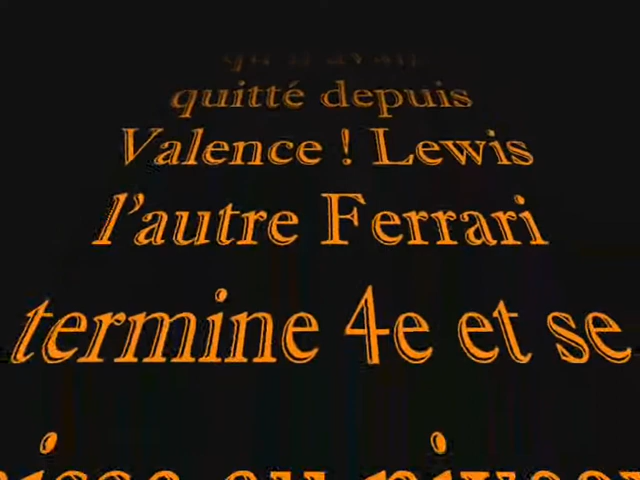 quitté depuis
Valence ! Lewis
l'autre Ferrari
termine 4e et se